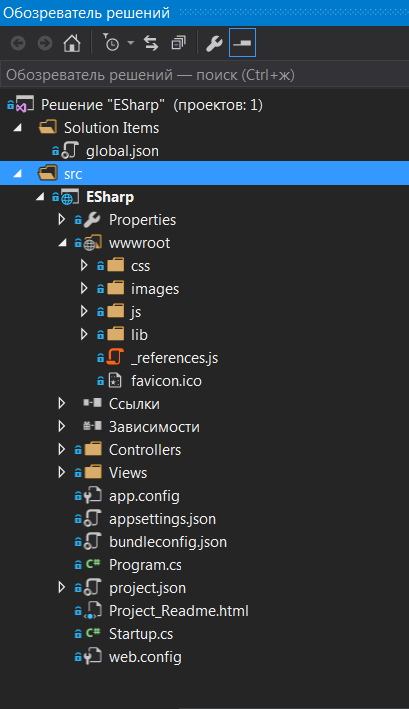 Обозреватель решений
Обозреватель решений — поиск (Ctrl+ж)
Решение "ESharp" (проектов: 1)
Solution Items
global.json
src
ESharp
Properties
wwwroot
css
images
js
lib
_references.js
favicon.ico
Ссылки
Зависимости
Controllers
Views
app.config
appsettings.json
bundleconfig.json
C# Program.cs
project.json
Project_Readme.html
C# Startup.cs
web.config